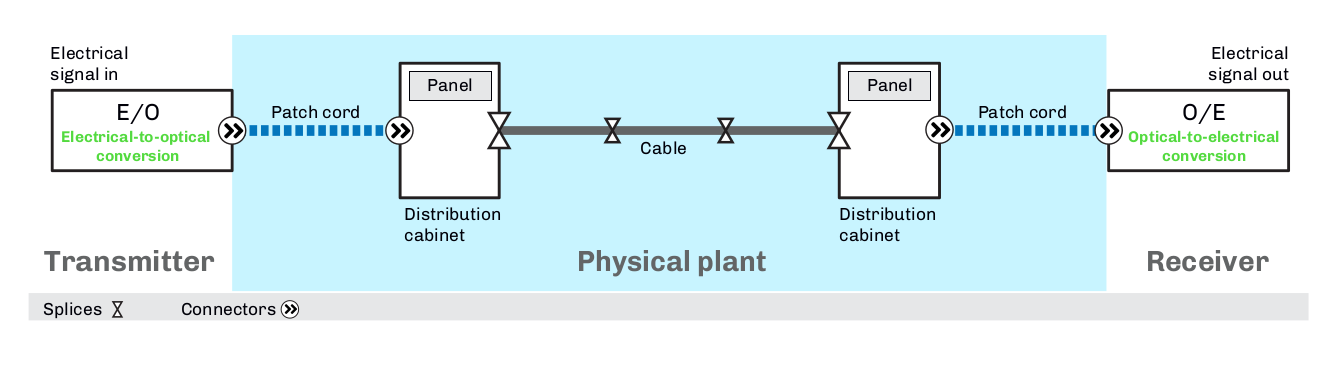 Electrical
signal in
E/O
Electrical-to-optical
conversion
Patch cord
Panel
Distribution
cabinet
Cable
Panel
Distribution
cabinet
Patch cord
Electrical
signal out
O/E
Optical-to-electrical
conversion
Transmitter
Physical plant
Receiver
Splices
Connectors